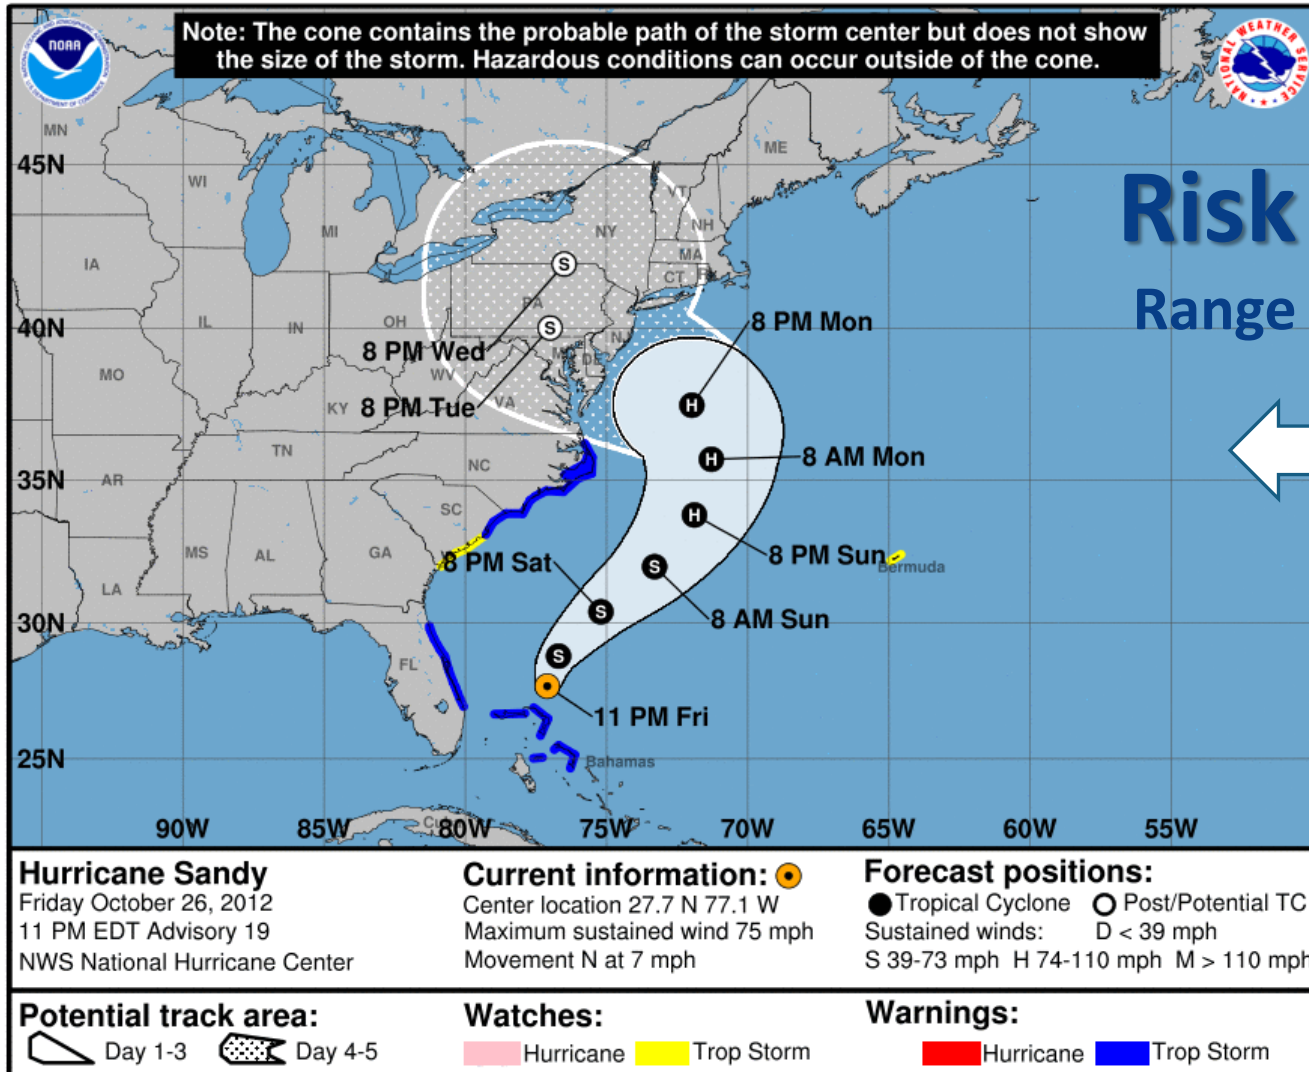 Note: The cone contains the probable path of the storm center but does not show
the size of the storm. Hazardous conditions can occur outside of the cone.
NOAA
NATIONAL WEATHER SERVICE
MN
ME
45N
WI
VT
Risk
MI
NY
NH
MA
IA
CT
Range
IL
IN
OH
PA
NJ
40N
8 PM Mon
8 PM Wed
DE
MO
WV
KY
8 PM Tue
VA
TN
NC
8 AM Mon
35N
AR
SC
MS
AL
GA
8 PM Sat
8 PM Sun
Bermuda
LA
30N
8 AM Sun
FL
11 PM Fri
25N
Bahamas
90W
85W
80W
75W
70W
65W
60W
55W
Hurricane Sandy
Friday October 26, 2012
11 PM EDT Advisory 19
NWS National Hurricane Center
Current information:
Center location 27.7 N 77.1 W
Maximum sustained wind 75 mph
Movement N at 7 mph
Forecast positions:
Tropical Cyclone Post/Potential TC
Sustained winds: D < 39 mph
S 39-73 mph H 74-110 mph M > 110 mph
Potential track area:
Day 1-3 Day 4-5
Watches:
Hurricane Trop Storm
Warnings:
Hurricane Trop Storm
S
S
H
H
H
S
S
S